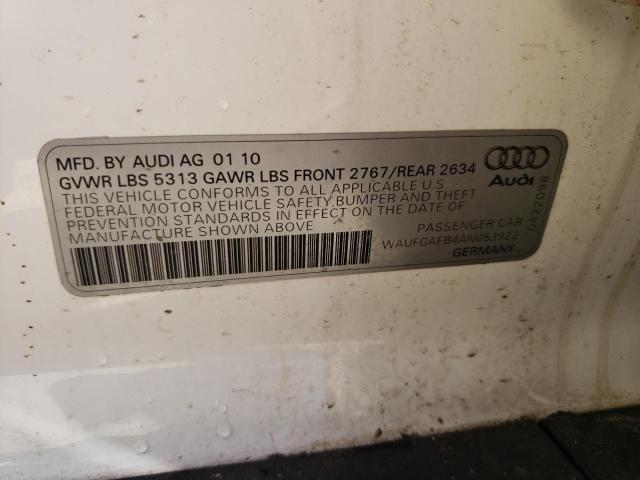 MFD. BY AUDI AG 01 10
GVWR LBS 5313 GAWR LBS FRONT 2767/REAR 2634
THIS VEHICLE CONFORMS TO ALL APPLICABLE U S
FEDERAL MOTOR VEHICLE SAFETY, BUMPER AND THEFT
PREVENTION STANDARDS IN EFFECT ON THE DATE OF
MANUFACTURE SHOWN ABOVE
Audi
PASSENGER CAR
WAUFGAFB4AN053922
GERMANY
0422098